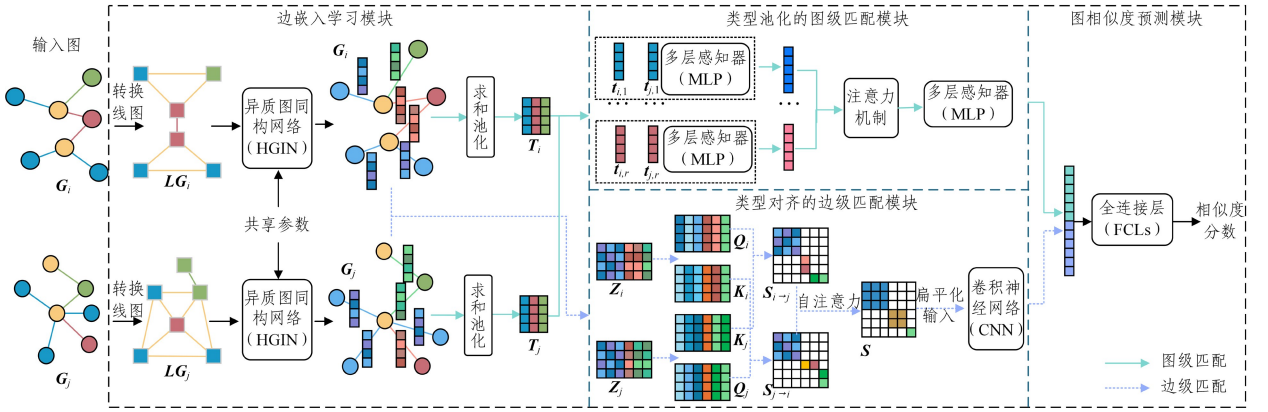 边嵌入学习模块
类型池化的图级匹配模块
图相似度预测模块
输入图
G_i
转换
线图
LG_i
异质图同
构网络
(HGIN)
G_i
求和池化
T_i
共享参数
G_j
转换
线图
LG_j
异质图同
构网络
(HGIN)
G_j
求和池化
T_j
t_{i,1} t_{j,1}
多层感知器
(MLP)
... ...
t_{i,r} t_{j,r}
多层感知器
(MLP)
...
注意力
机制
多层感知器
(MLP)
类型对齐的边级匹配模块
Z_i
Q_i
K_i
Z_j
K_j
Q_j
S_{i→j}
S_{j→i}
自注意力
S
扁平化
输入
卷积神
经网络
(CNN)
全连接层
(FCLs)
相似度
分数
图级匹配
边级匹配